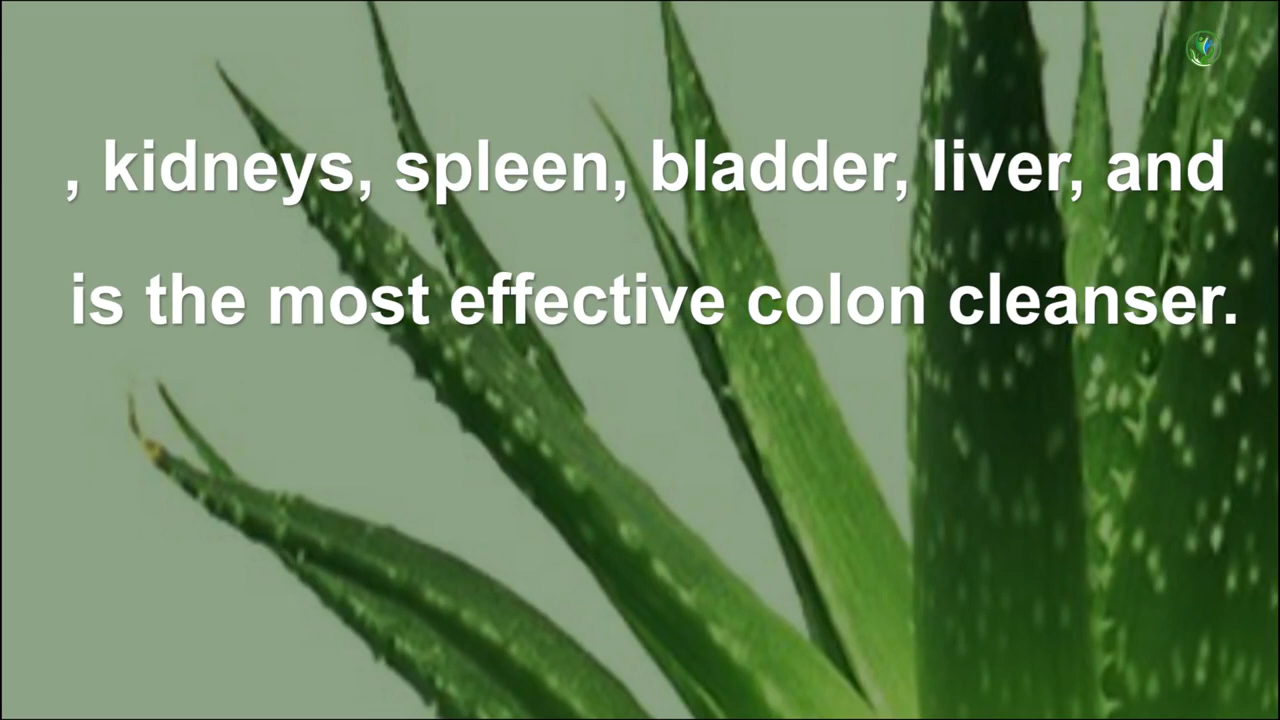 , kidneys, spleen, bladder, liver, and
is the most effective colon cleanser.